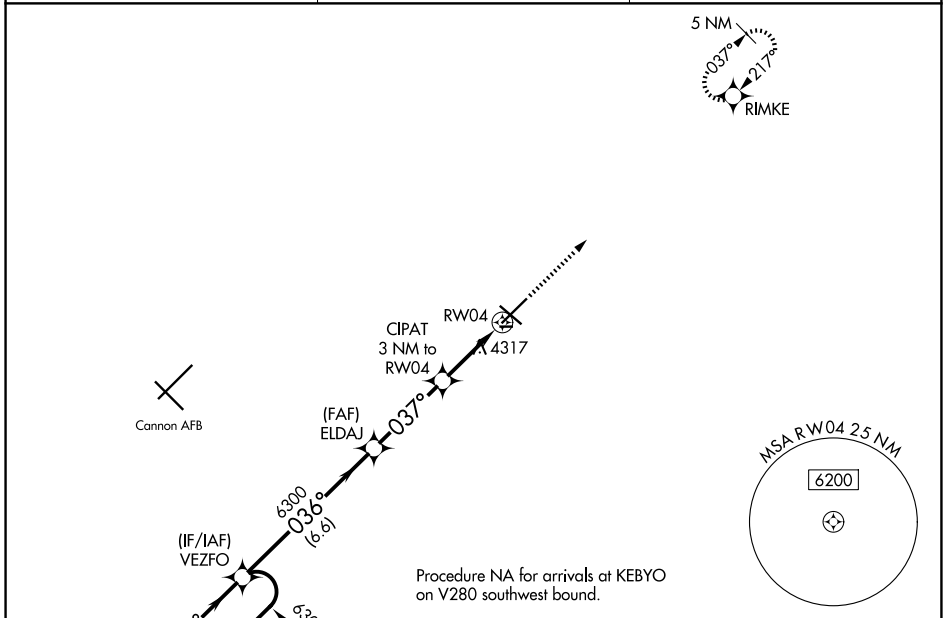 5 NM
037°
217°
RIMKE
RW04
CIPAT
3 NM to
RW04
4317
037°
Cannon AFB
(FAF)
ELDAJ
6300
036°
(6.6)
(IF/IAF)
VEZFO
MSA RW04 25 NM
6200
Procedure NA for arrivals at KEBYO
on V280 southwest bound.